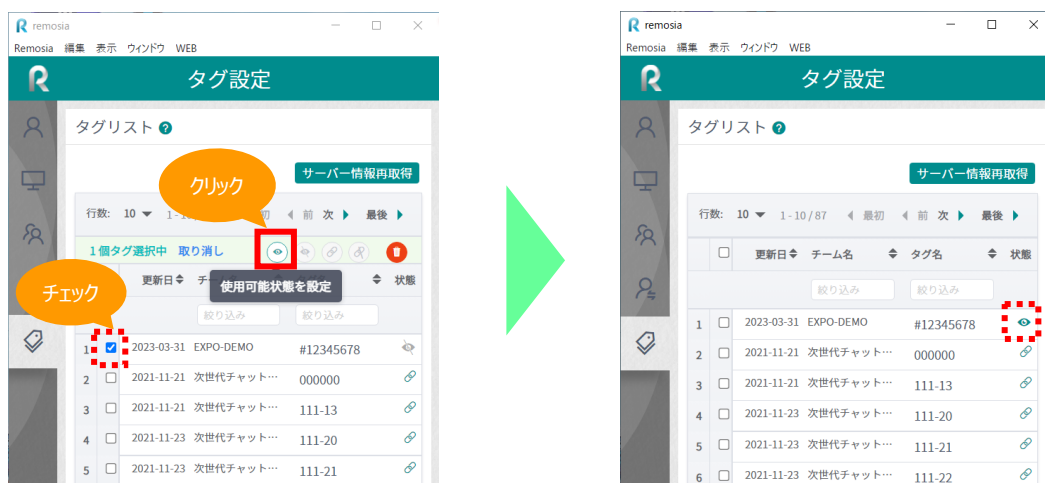 remosia
Remosia 編集 表示 ウィンドウ WEB
タグ設定
タグリスト
サーバー情報再取得
クリック
行数: 10 前 次 最後
1個タグ選択中 取り消し
チェック
更新日 状態
使用可能状態を設定
絞り込み 絞り込み
1 2023-03-31 EXPO-DEMO #12345678
2 2021-11-21 次世代チャット… 000000
3 2021-11-21 次世代チャット… 111-13
4 2021-11-23 次世代チャット… 111-20
5 2021-11-23 次世代チャット… 111-21
remosia
Remosia 編集 表示 ウィンドウ WEB
タグ設定
タグリスト
サーバー情報再取得
行数: 10 1 - 10 / 87 最初 前 次 最後
更新日 チーム名 タグ名 状態
絞り込み 絞り込み
1 2023-03-31 EXPO-DEMO #12345678
2 2021-11-21 次世代チャット… 000000
3 2021-11-21 次世代チャット… 111-13
4 2021-11-23 次世代チャット… 111-20
5 2021-11-23 次世代チャット… 111-21
6 2021-11-23 次世代チャット… 111-22